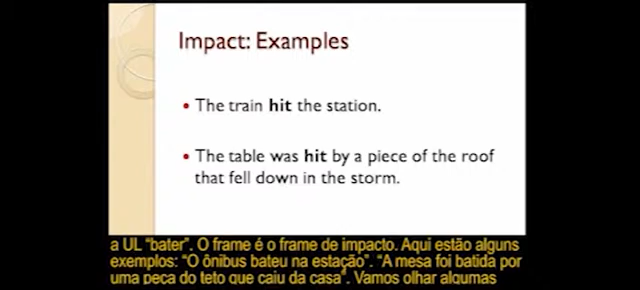 Impact: Examples
• The train hit the station.
• The table was hit by a piece of the roof
that fell down in the storm.
a UL “bater”. O frame é o frame de impacto. Aqui estão alguns
exemplos: “O ônibus bateu na estação”. “A mesa foi batida por
uma peça do teto que caiu da casa”. Vamos olhar algumas